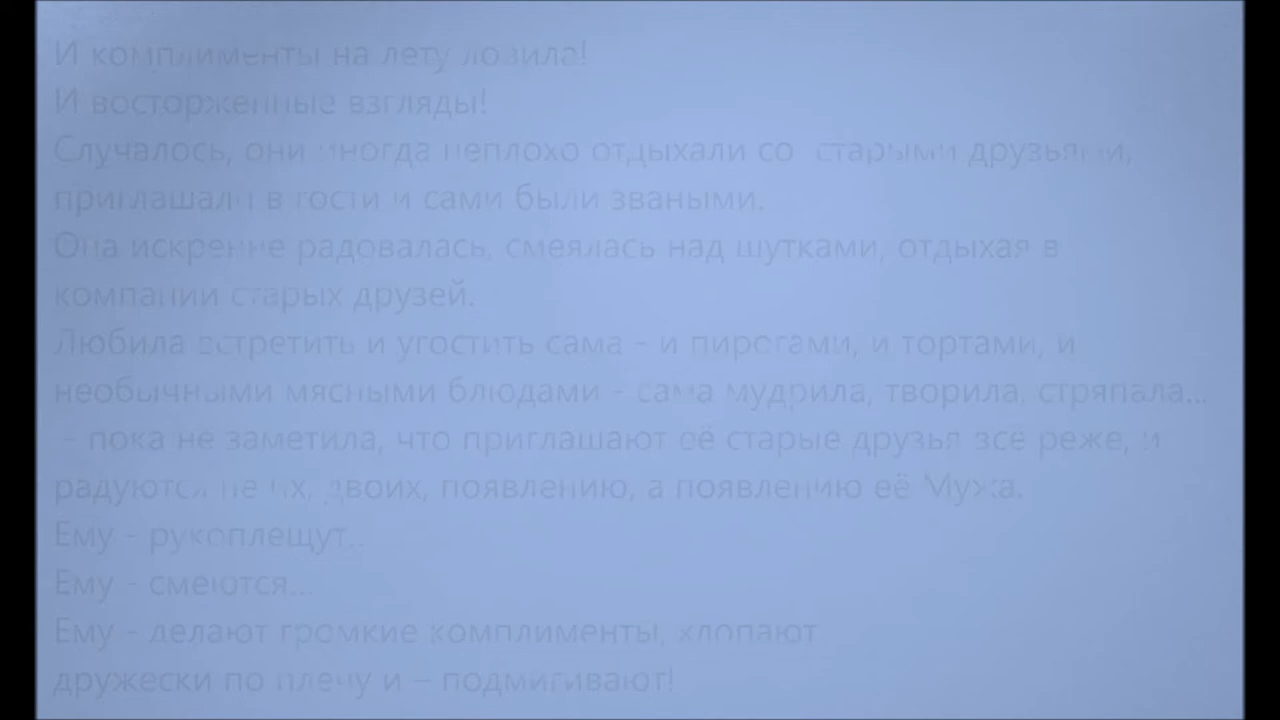 И комплименты на лету ловила!
И восторженные взгляды!
Случалось, они иногда неплохо отдыхали со старыми друзьями,
приглашали в гости и сами были зваными.
Она искренне радовалась, смеялась над шутками, отдыхая в
компании старых друзей.
Любила встретить и угостить сама – и пирогами, и тортами, и
необычными мясными блюдами - сама мудрила, творила, стряпала...
– пока не заметила, что приглашают её старые друзья всё реже, и
радуются не их, двоих, появлению, а появлению её Мужа.
Ему - рукоплещут...
Ему - смеются...
Ему - делают громкие комплименты, хлопают
дружески по плечу и – подмигивают!